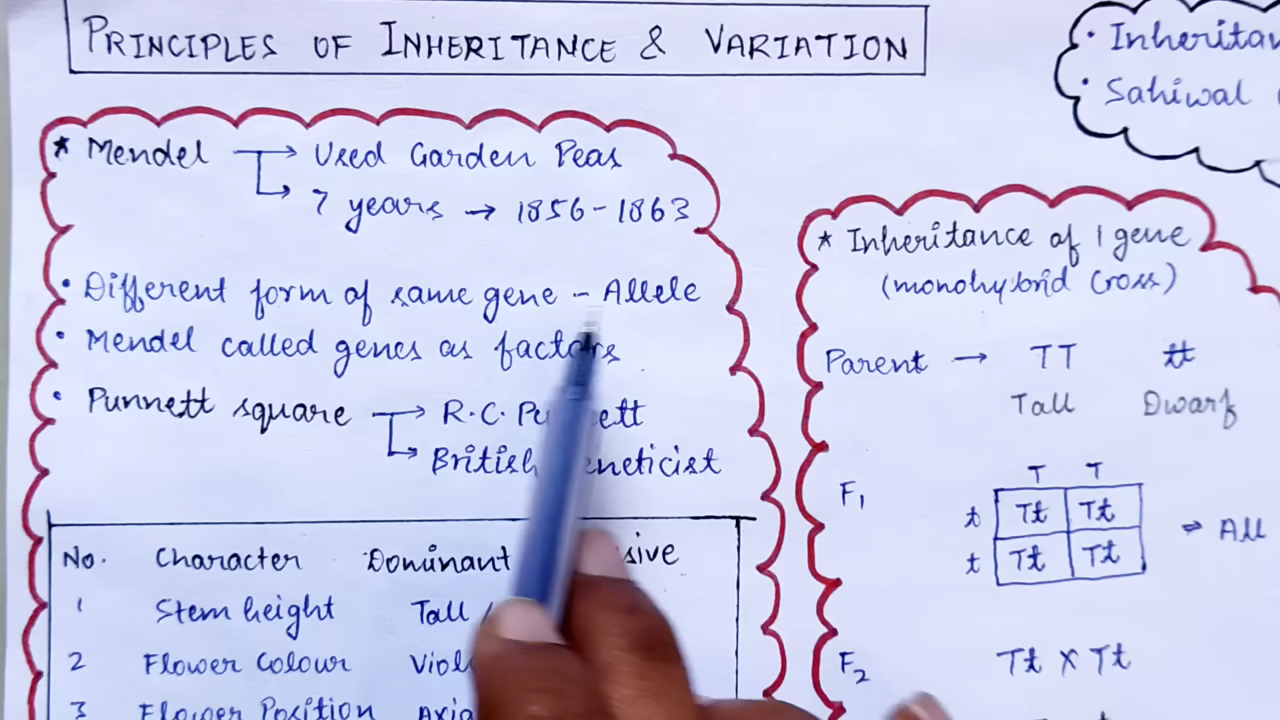 PRINCIPLES OF INHERITANCE & VARIATION
* Mendel → Used Garden Peas
↳ 7 years → 1856-1863
• Different form of same gene - Allele
• Mendel called genes as factors
• Punnett square → R.C.
↳ British
No. Character Dominant
1 Stem height Tall
2 Flower Colour
3 Flower Position
•
• Sahiwal
* Inheritance of 1 gene
(monohybrid Cross)
Parent → TT tt
Tall Dwarf
T T
F1 t Tt Tt ⇒ All
t Tt Tt
F2 Tt X Tt